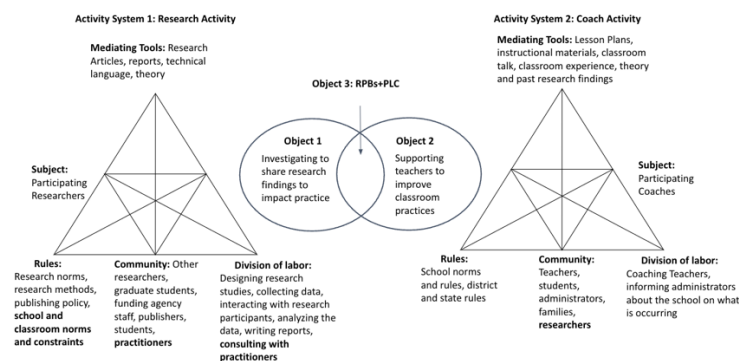 Activity System 1: Research Activity
Mediating Tools: Research
Articles, reports, technical
language, theory
Subject:
Participating
Researchers
Rules:
Research norms,
research methods,
publishing policy,
school and
classroom norms
and constraints
Community: Other
researchers,
graduate students,
funding agency
staff, publishers,
students,
practitioners
Division of labor:
Designing research
studies, collecting data,
interacting with research
participants, analyzing the
data, writing reports,
consulting with
practitioners
Object 3: RPBs+PLC
Object 1
Investigating to
share research
findings to
impact practice
Object 2
Supporting
teachers to
improve
classroom
practices
Activity System 2: Coach Activity
Mediating Tools: Lesson Plans,
instructional materials, classroom
talk, classroom experience, theory
and past research findings
Subject:
Participating
Coaches
Rules:
School norms
and rules, district
and state rules
Community:
Teachers,
students,
administrators,
families,
researchers
Division of labor:
Coaching Teachers,
informing administrators
about the school on what
is occurring